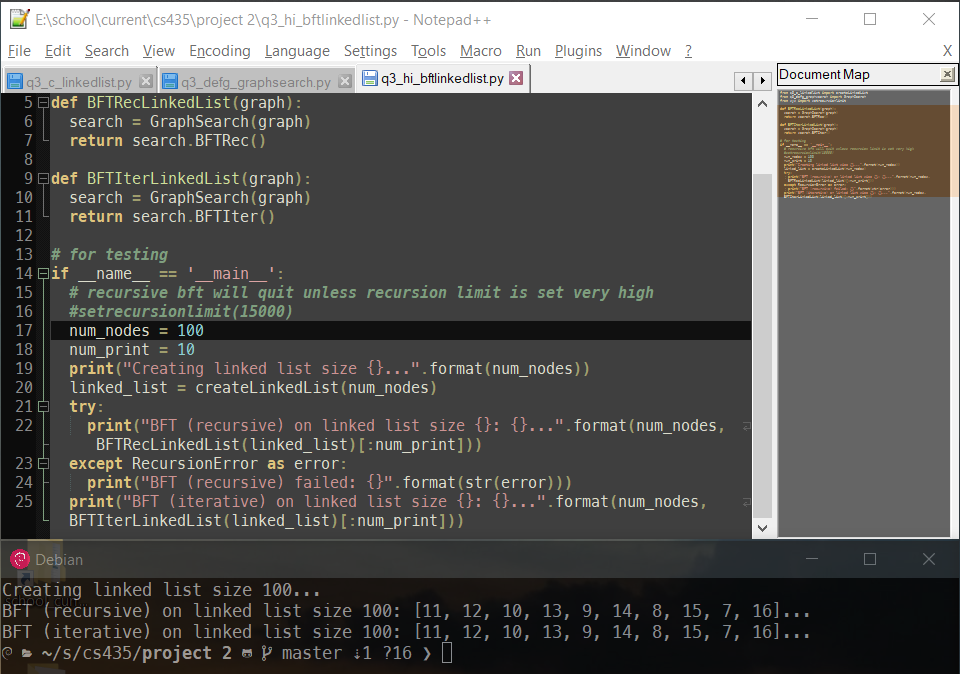 E:\school\current\cs435\project 2\q3_hi_bftlinkedlist.py - Notepad++
File Edit Search View Encoding Language Settings Tools Macro Run Plugins Window ? X
q3_c_linkedlist.py q3_defg_graphsearch.py q3_hi_bftlinkedlist.py
Document Map
5 def BFTRecLinkedList(graph):
6 search = GraphSearch(graph)
7 return search.BFTRec()
8
9 def BFTIterLinkedList(graph):
10 search = GraphSearch(graph)
11 return search.BFTIter()
12
13 # for testing
14 if __name__ == '__main__':
15 # recursive bft will quit unless recursion limit is set very high
16 #setrecursionlimit(15000)
17 num_nodes = 100
18 num_print = 10
19 print("Creating linked list size {}...".format(num_nodes))
20 linked_list = createLinkedList(num_nodes)
21 try:
22 print("BFT (recursive) on linked list size {}: {}...".format(num_nodes,
BFTRecLinkedList(linked_list)[:num_print]))
23 except RecursionError as error:
24 print("BFT (recursive) failed: {}".format(str(error)))
25 print("BFT (iterative) on linked list size {}: {}...".format(num_nodes,
BFTIterLinkedList(linked_list)[:num_print]))
Debian
Creating linked list size 100...
BFT (recursive) on linked list size 100: [11, 12, 10, 13, 9, 14, 8, 15, 7, 16]...
BFT (iterative) on linked list size 100: [11, 12, 10, 13, 9, 14, 8, 15, 7, 16]...
~/s/cs435/project 2 master ⇣1 ?16 ❯